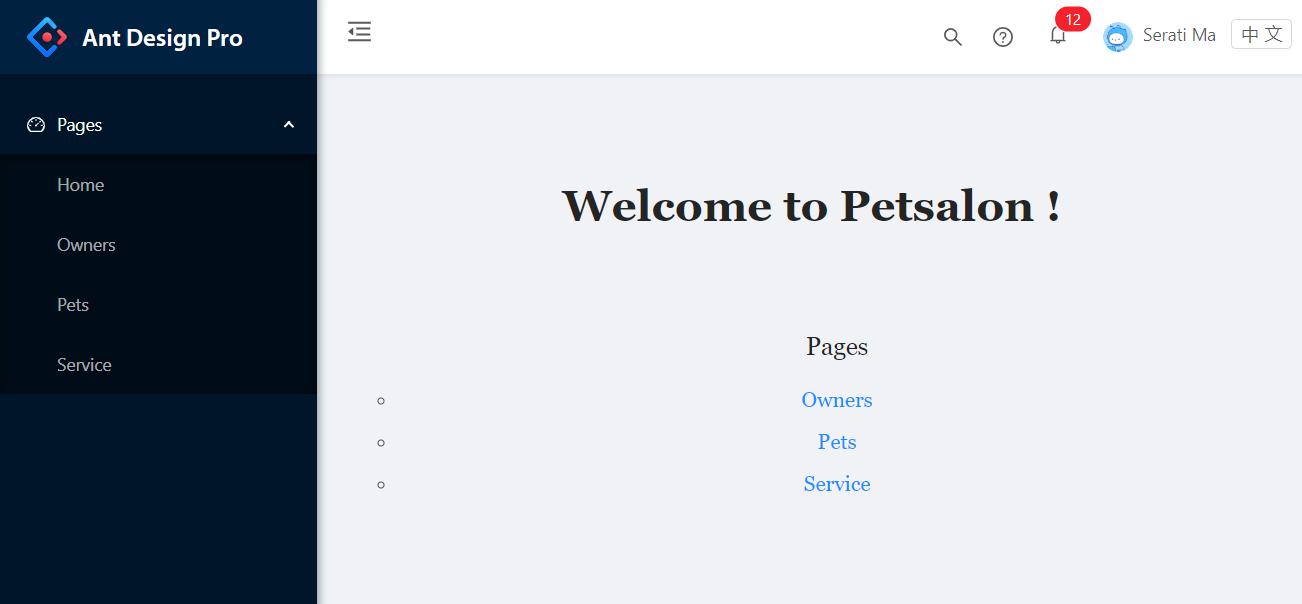 Ant Design Pro
12
Serati Ma
中 文
Pages
Home
Owners
Pets
Service
Welcome to Petsalon !
Pages
Owners
Pets
Service